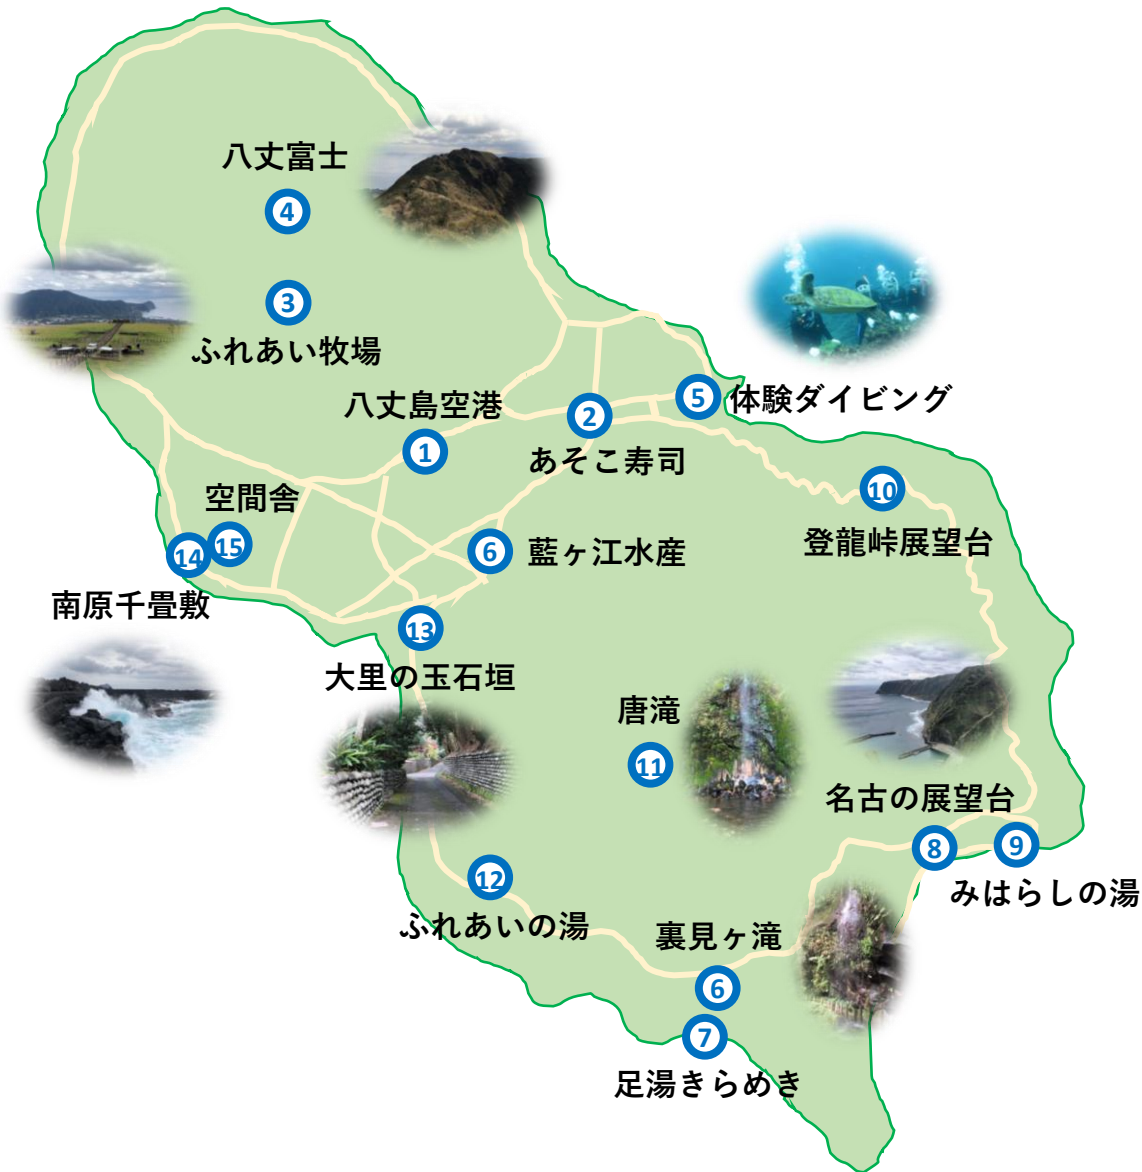 八丈富士
4
3
ふれあい牧場
八丈島空港
1
2
あそこ寿司
5
体験ダイビング
空間舎
14
15
南原千畳敷
6
藍ヶ江水産
10
登龍峠展望台
13
大里の玉石垣
唐滝
11
名古の展望台
8
9
みはらしの湯
12
ふれあいの湯
裏見ヶ滝
6
7
足湯きらめき